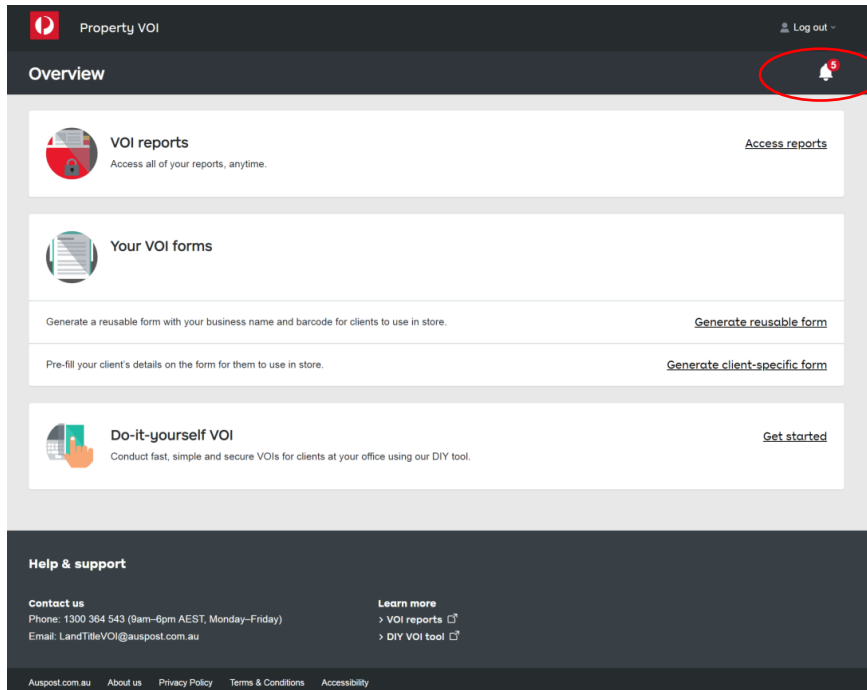 Property VOI
Log out
Overview
5
VOI reports
Access reports
Access all of your reports, anytime.
Your VOI forms
Generate a reusable form with your business name and barcode for clients to use in store.
Generate reusable form
Pre-fill your client's details on the form for them to use in store.
Generate client-specific form
Do-it-yourself VOI
Get started
Conduct fast, simple and secure VOIs for clients at your office using our DIY tool.
Help & support
Contact us
Phone: 1300 364 543 (9am–6pm AEST, Monday–Friday)
Email: LandTitleVOI@auspost.com.au
Learn more
> VOI reports
> DIY VOI tool
Auspost.com.au About us Privacy Policy Terms & Conditions Accessibility